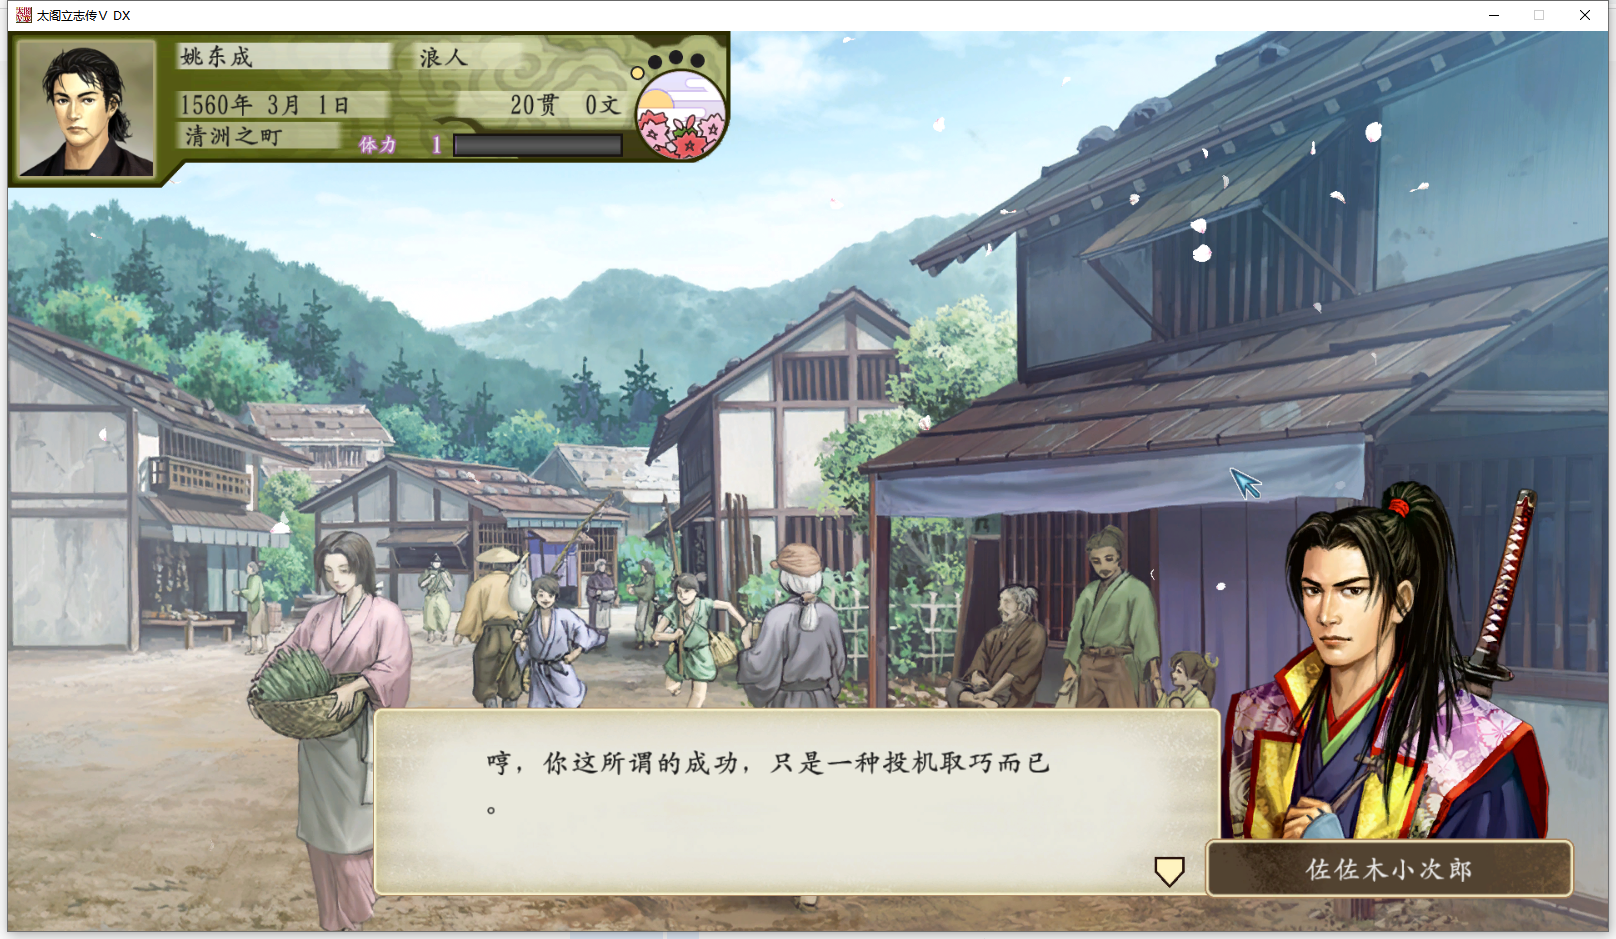 太阁立志传Ⅴ DX
姚东成 浪人
1560年 3月 1日 20贯 0文
清洲之町 体力 1
哼，你这所谓的成功，只是一种投机取巧而已
。
佐佐木小次郎